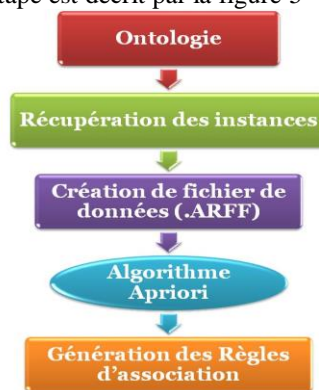 tape est décrit par la figure 3
Ontologie
Récupération des instances
Création de fichier de
données (.ARFF)
Algorithme
Apriori
Génération des Règles
d'association